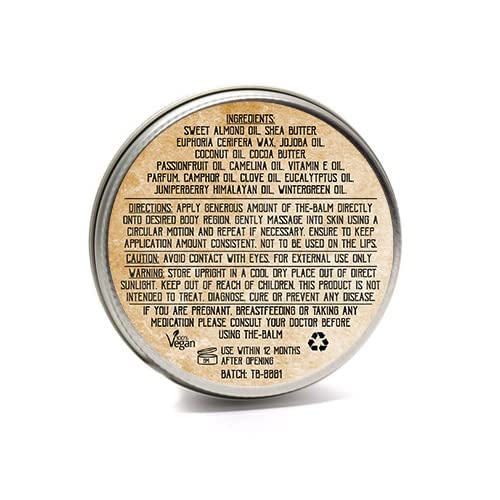 INGREDIENTS:
SWEET ALMOND OIL, SHEA BUTTER
EUPHORIA CERIFERA WAX, JOJOBA OIL,
COCONUT OIL, COCOA BUTTER,
PASSIONFRUIT OIL, CAMELINA OIL, VITAMIN E OIL,
PARFUM, CAMPHOR OIL, CLOVE OIL, EUCALYPTUS OIL,
JUNIPERBERRY HIMALAYAN OIL, WINTERGREEN OIL.
DIRECTIONS: APPLY GENEROUS AMOUNT OF THE-BALM DIRECTLY
ONTO DESIRED BODY REGION. GENTLY MASSAGE INTO SKIN USING A
CIRCULAR MOTION AND REPEAT IF NECESSARY. ENSURE TO KEEP
APPLICATION AMOUNT CONSISTENT. NOT TO BE USED ON THE LIPS.
CAUTION: AVOID CONTACT WITH EYES. FOR EXTERNAL USE ONLY
WARNING: STORE UPRIGHT IN A COOL DRY PLACE OUT OF DIRECT
SUNLIGHT. KEEP OUT OF REACH OF CHILDREN. THIS PRODUCT IS NOT
INTENDED TO TREAT, DIAGNOSE, CURE OR PREVENT ANY DISEASE.
IF YOU ARE PREGNANT, BREASTFEEDING OR TAKING ANY
MEDICATION PLEASE CONSULT YOUR DOCTOR BEFORE
USING THE-BALM
100%
Vegan
USE WITHIN 12 MONTHS
AFTER OPENING
BATCH: TB-0001